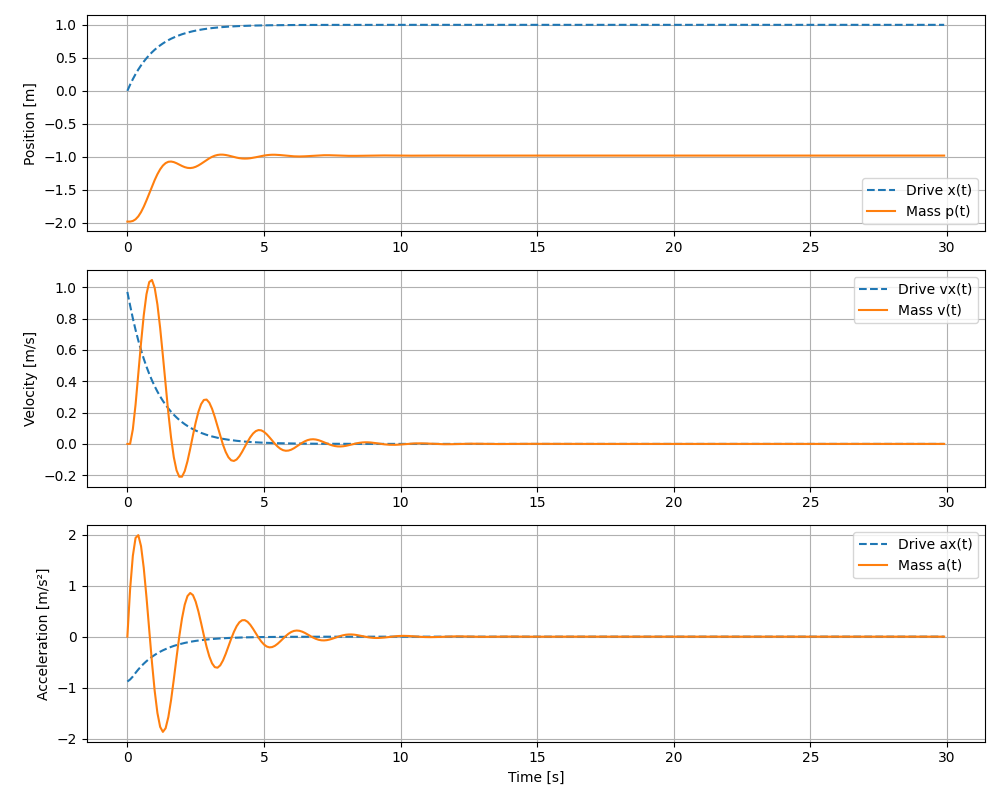 1.0
0.5
0.0
−0.5
−1.0
−1.5
−2.0
Position [m]
Drive x(t)
Mass p(t)
0 5 10 15 20 25 30
1.0
0.8
0.6
0.4
0.2
0.0
−0.2
Velocity [m/s]
Drive vx(t)
Mass v(t)
0 5 10 15 20 25 30
2
1
0
−1
−2
Acceleration [m/s²]
Drive ax(t)
Mass a(t)
0 5 10 15 20 25 30
Time [s]